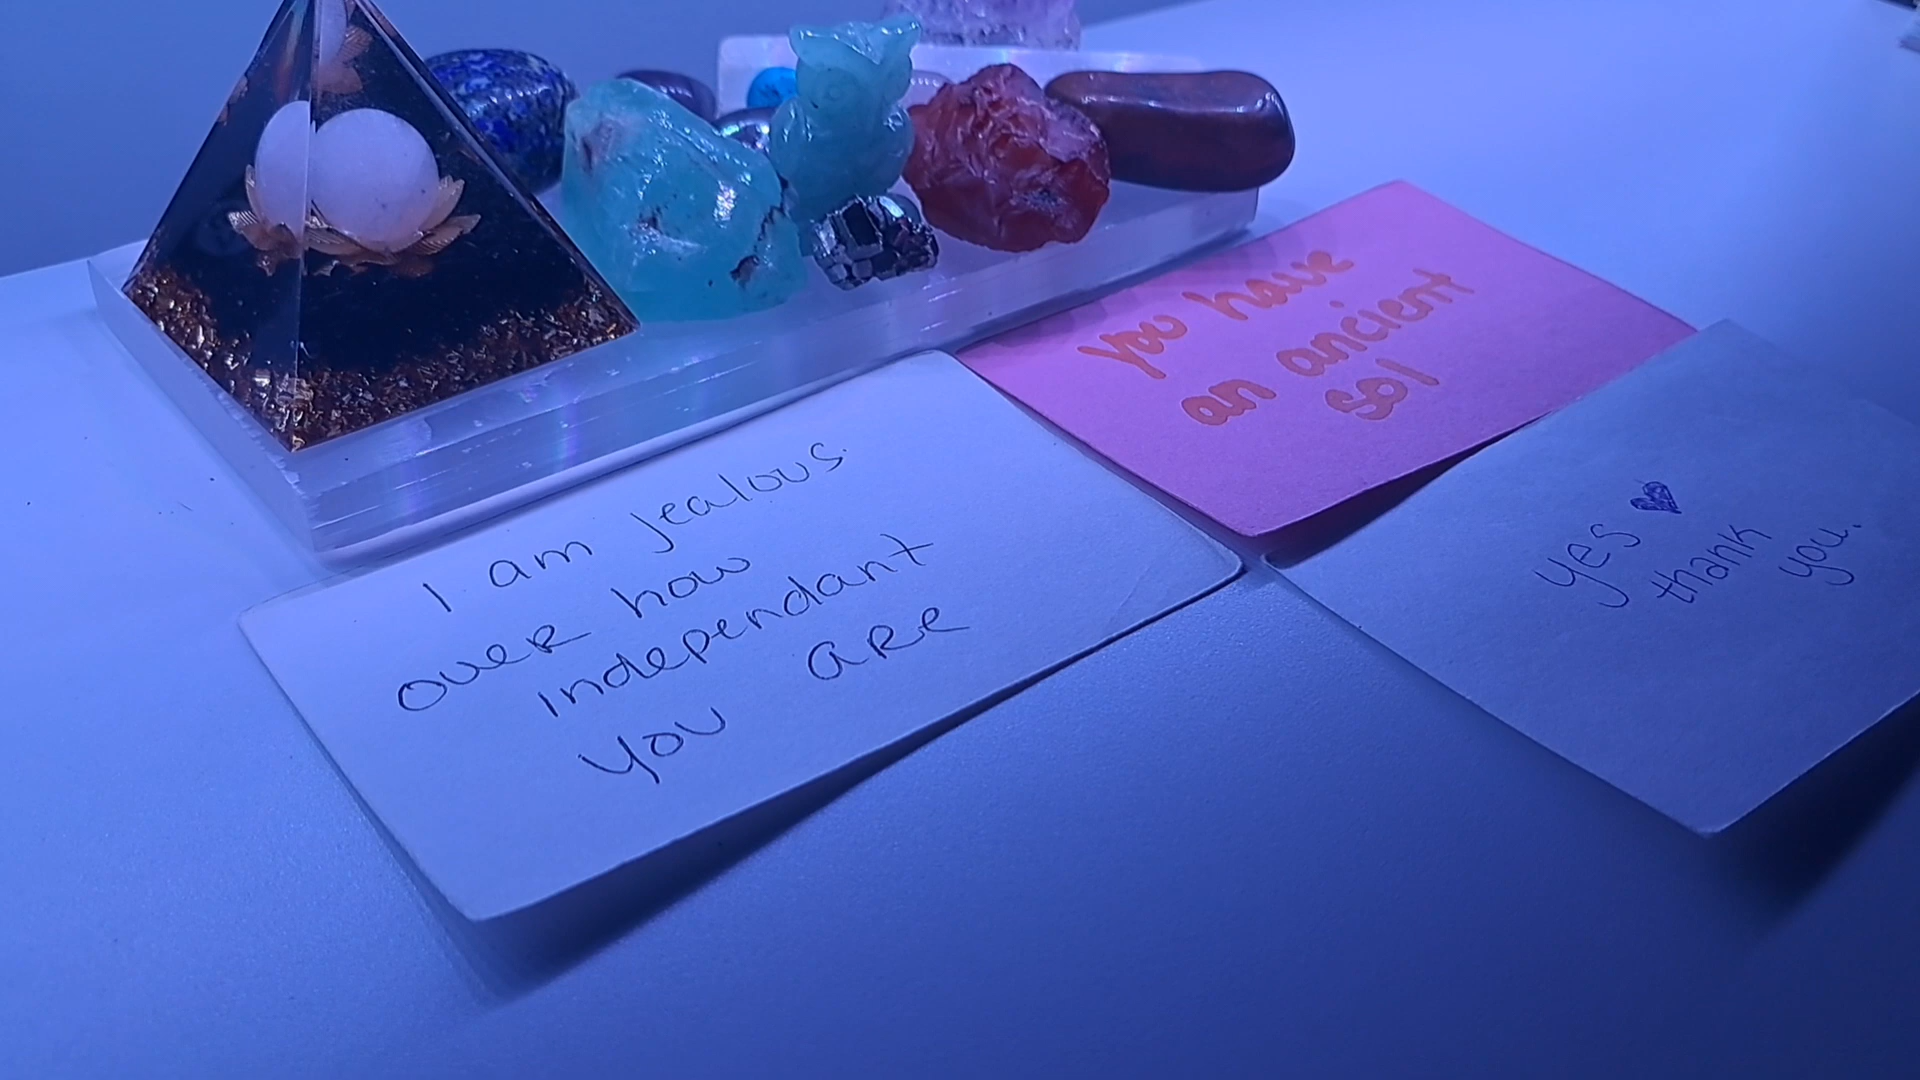 you have
an ancient
sol
I am jealous
over how
independant
you are
yes
thank
you.